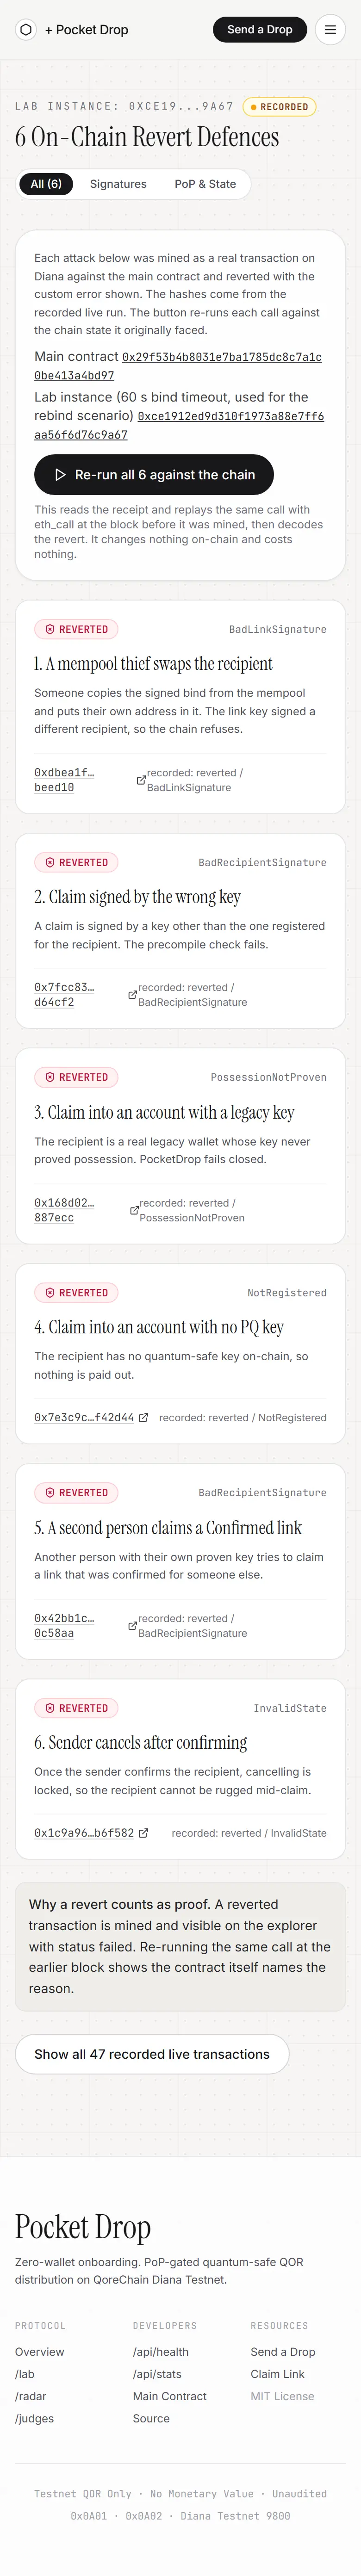 + Pocket Drop
Send a Drop
LAB INSTANCE: 0XCE19...9A67
RECORDED
6 On-Chain Revert Defences
All (6)
Signatures
PoP & State
Each attack below was mined as a real transaction on
Diana against the main contract and reverted with the
custom error shown. The hashes come from the
recorded live run. The button re-runs each call against
the chain state it originally faced.
Main contract 0x29f53b4b8031e7ba1785dc8c7a1c
0be413a4bd97
Lab instance (60 s bind timeout, used for the
rebind scenario) 0xce1912ed9d310f1973a88e7ff6
aa56f6d76c9a67
Re-run all 6 against the chain
This reads the receipt and replays the same call with
eth_call at the block before it was mined, then decodes
the revert. It changes nothing on-chain and costs
nothing.
REVERTED
BadLinkSignature
1. A mempool thief swaps the recipient
Someone copies the signed bind from the mempool
and puts their own address in it. The link key signed a
different recipient, so the chain refuses.
0xdbea1f…
beed10
recorded: reverted /
BadLinkSignature
REVERTED
BadRecipientSignature
2. Claim signed by the wrong key
A claim is signed by a key other than the one registered
for the recipient. The precompile check fails.
0x7fcc83…
d64cf2
recorded: reverted /
BadRecipientSignature
REVERTED
PossessionNotProven
3. Claim into an account with a legacy key
The recipient is a real legacy wallet whose key never
proved possession. PocketDrop fails closed.
0x168d02…
887ecc
recorded: reverted /
PossessionNotProven
REVERTED
NotRegistered
4. Claim into an account with no PQ key
The recipient has no quantum-safe key on-chain, so
nothing is paid out.
0x7e3c9c…f42d44
recorded: reverted / NotRegistered
REVERTED
BadRecipientSignature
5. A second person claims a Confirmed link
Another person with their own proven key tries to claim
a link that was confirmed for someone else.
0x42bb1c…
0c58aa
recorded: reverted /
BadRecipientSignature
REVERTED
InvalidState
6. Sender cancels after confirming
Once the sender confirms the recipient, cancelling is
locked, so the recipient cannot be rugged mid-claim.
0x1c9a96…b6f582
recorded: reverted / InvalidState
Why a revert counts as proof. A reverted
transaction is mined and visible on the explorer
with status failed. Re-running the same call at the
earlier block shows the contract itself names the
reason.
Show all 47 recorded live transactions
Pocket Drop
Zero-wallet onboarding. PoP-gated quantum-safe QOR
distribution on QoreChain Diana Testnet.
PROTOCOL
Overview
/lab
/radar
/judges
DEVELOPERS
/api/health
/api/stats
Main Contract
Source
RESOURCES
Send a Drop
Claim Link
MIT License
Testnet QOR Only · No Monetary Value · Unaudited
0x0A01 · 0x0A02 · Diana Testnet 9800